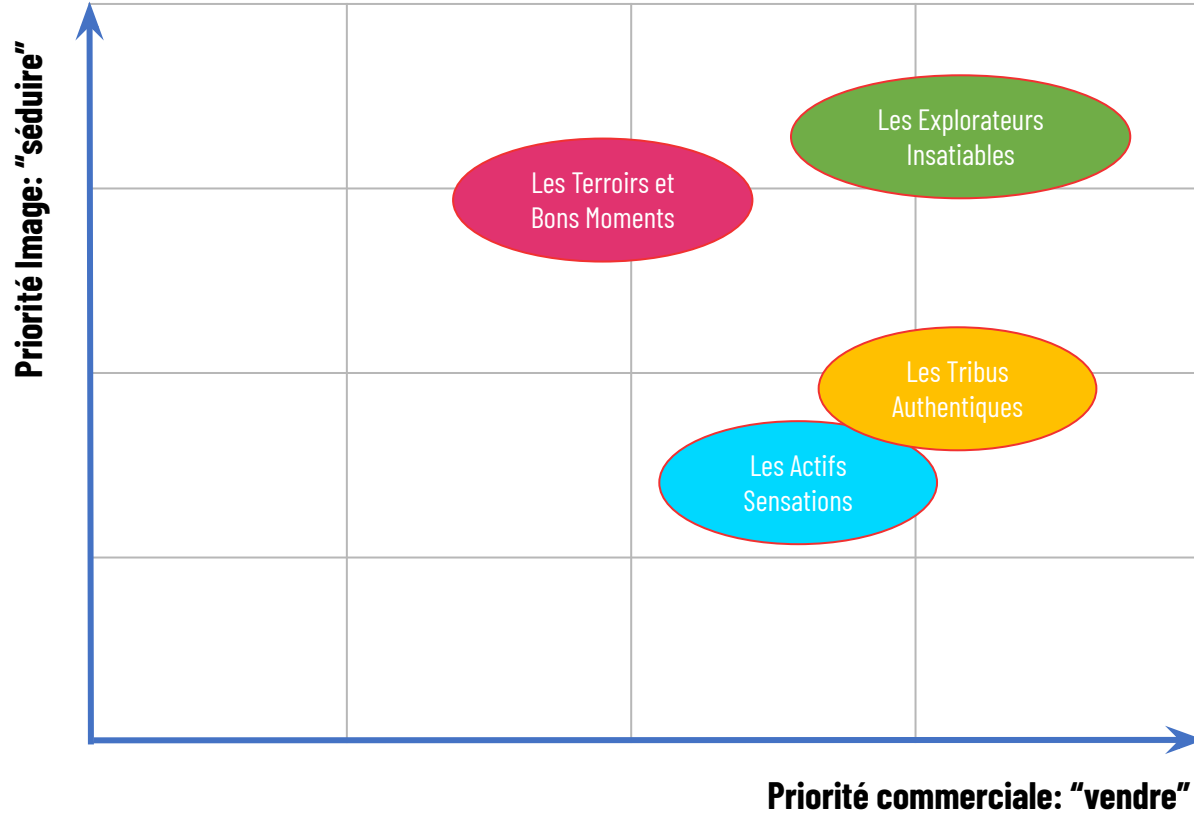 Priorité Image: “séduire”
Les Explorateurs
Insatiables
Les Terroirs et
Bons Moments
Les Tribus
Authentiques
Les Actifs
Sensations
Priorité commerciale: “vendre”